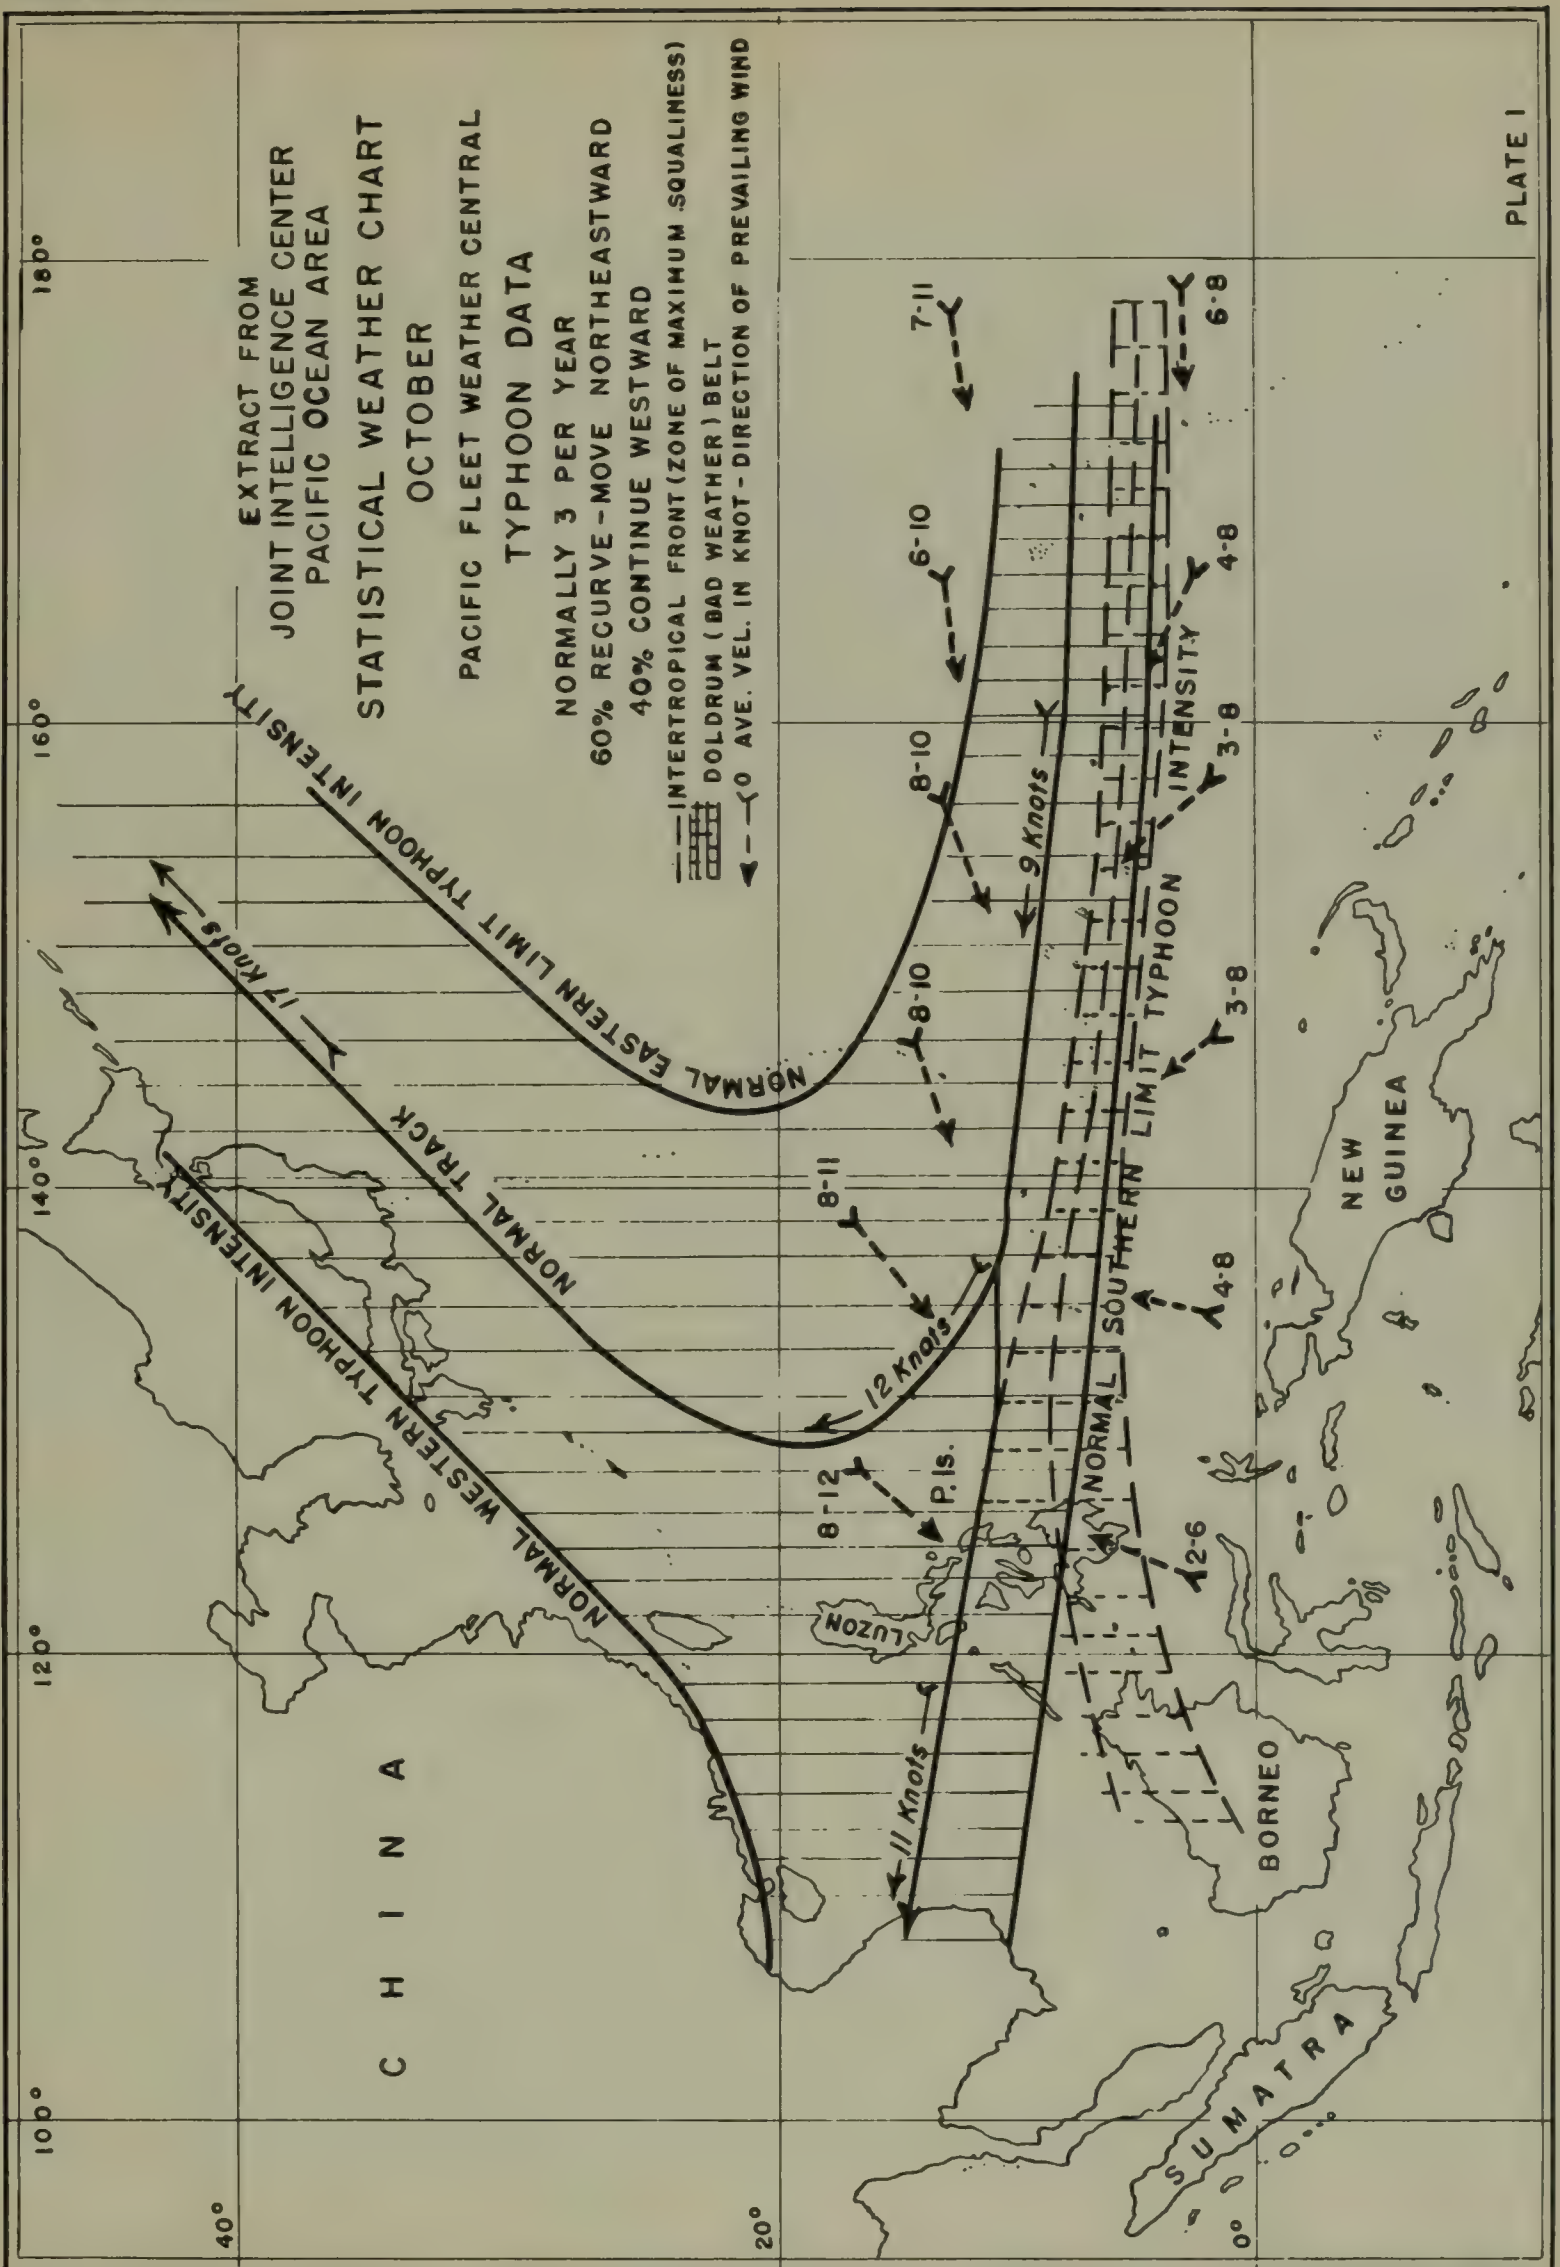 100°
120°
140°
160°
180°
40°
20°
0°
EXTRACT FROM
JOINT INTELLIGENCE CENTER
PACIFIC OCEAN AREA
STATISTICAL WEATHER CHART
OCTOBER
PACIFIC FLEET WEATHER CENTRAL
TYPHOON DATA
NORMALLY 3 PER YEAR
60% RECURVE-MOVE NORTHEASTWARD
40% CONTINUE WESTWARD
INTERTROPICAL FRONT (ZONE OF MAXIMUM SQUALINESS)
DOLDRUM (BAD WEATHER) BELT
O AVE. VEL. IN KNOT-DIRECTION OF PREVAILING WIND
NORMAL WESTERN TYPHOON INTENSITY
NORMAL TRACK
17 Knots
NORMAL EASTERN LIMIT TYPHOON INTENSITY
CHINA
12 Knots
11 Knots
9 Knots
8-12
8-11
8-10
8-10
6-10
7-11
LUZON
P. Is.
NORMAL SOUTHERN LIMIT TYPHOON INTENSITY
2-6
4-8
3-8
3-8
4-8
6-8
SUMATRA
BORNEO
NEW
GUINEA
PLATE I